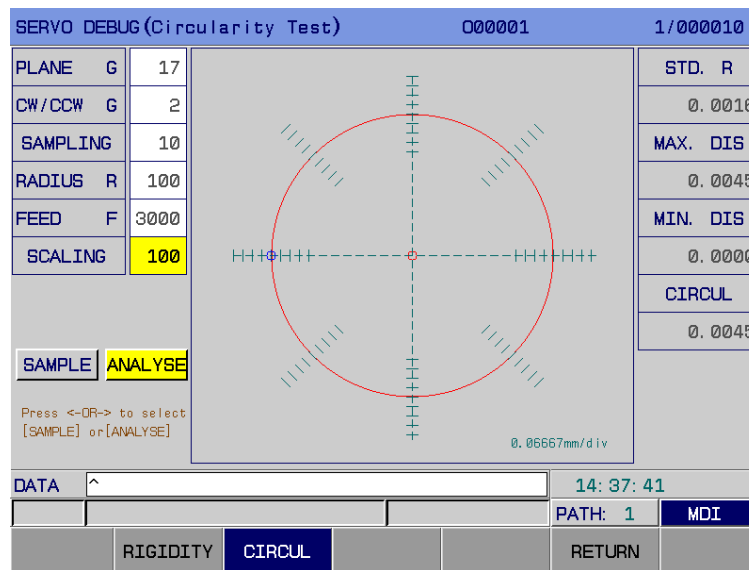 SERVO DEBUG(Circularity Test) O00001 1/000010
PLANE G 17
CW/CCW G 2
SAMPLING 10
RADIUS R 100
FEED F 3000
SCALING 100
SAMPLE ANALYSE
Press <-OR-> to select
[SAMPLE] or[ANALYSE]
0.06667mm/div
STD. R
0.0016
MAX. DIS
0.0045
MIN. DIS
0.0000
CIRCUL
0.0045
DATA ^ 14:37:41
PATH: 1 MDI
RIGIDITY CIRCUL RETURN